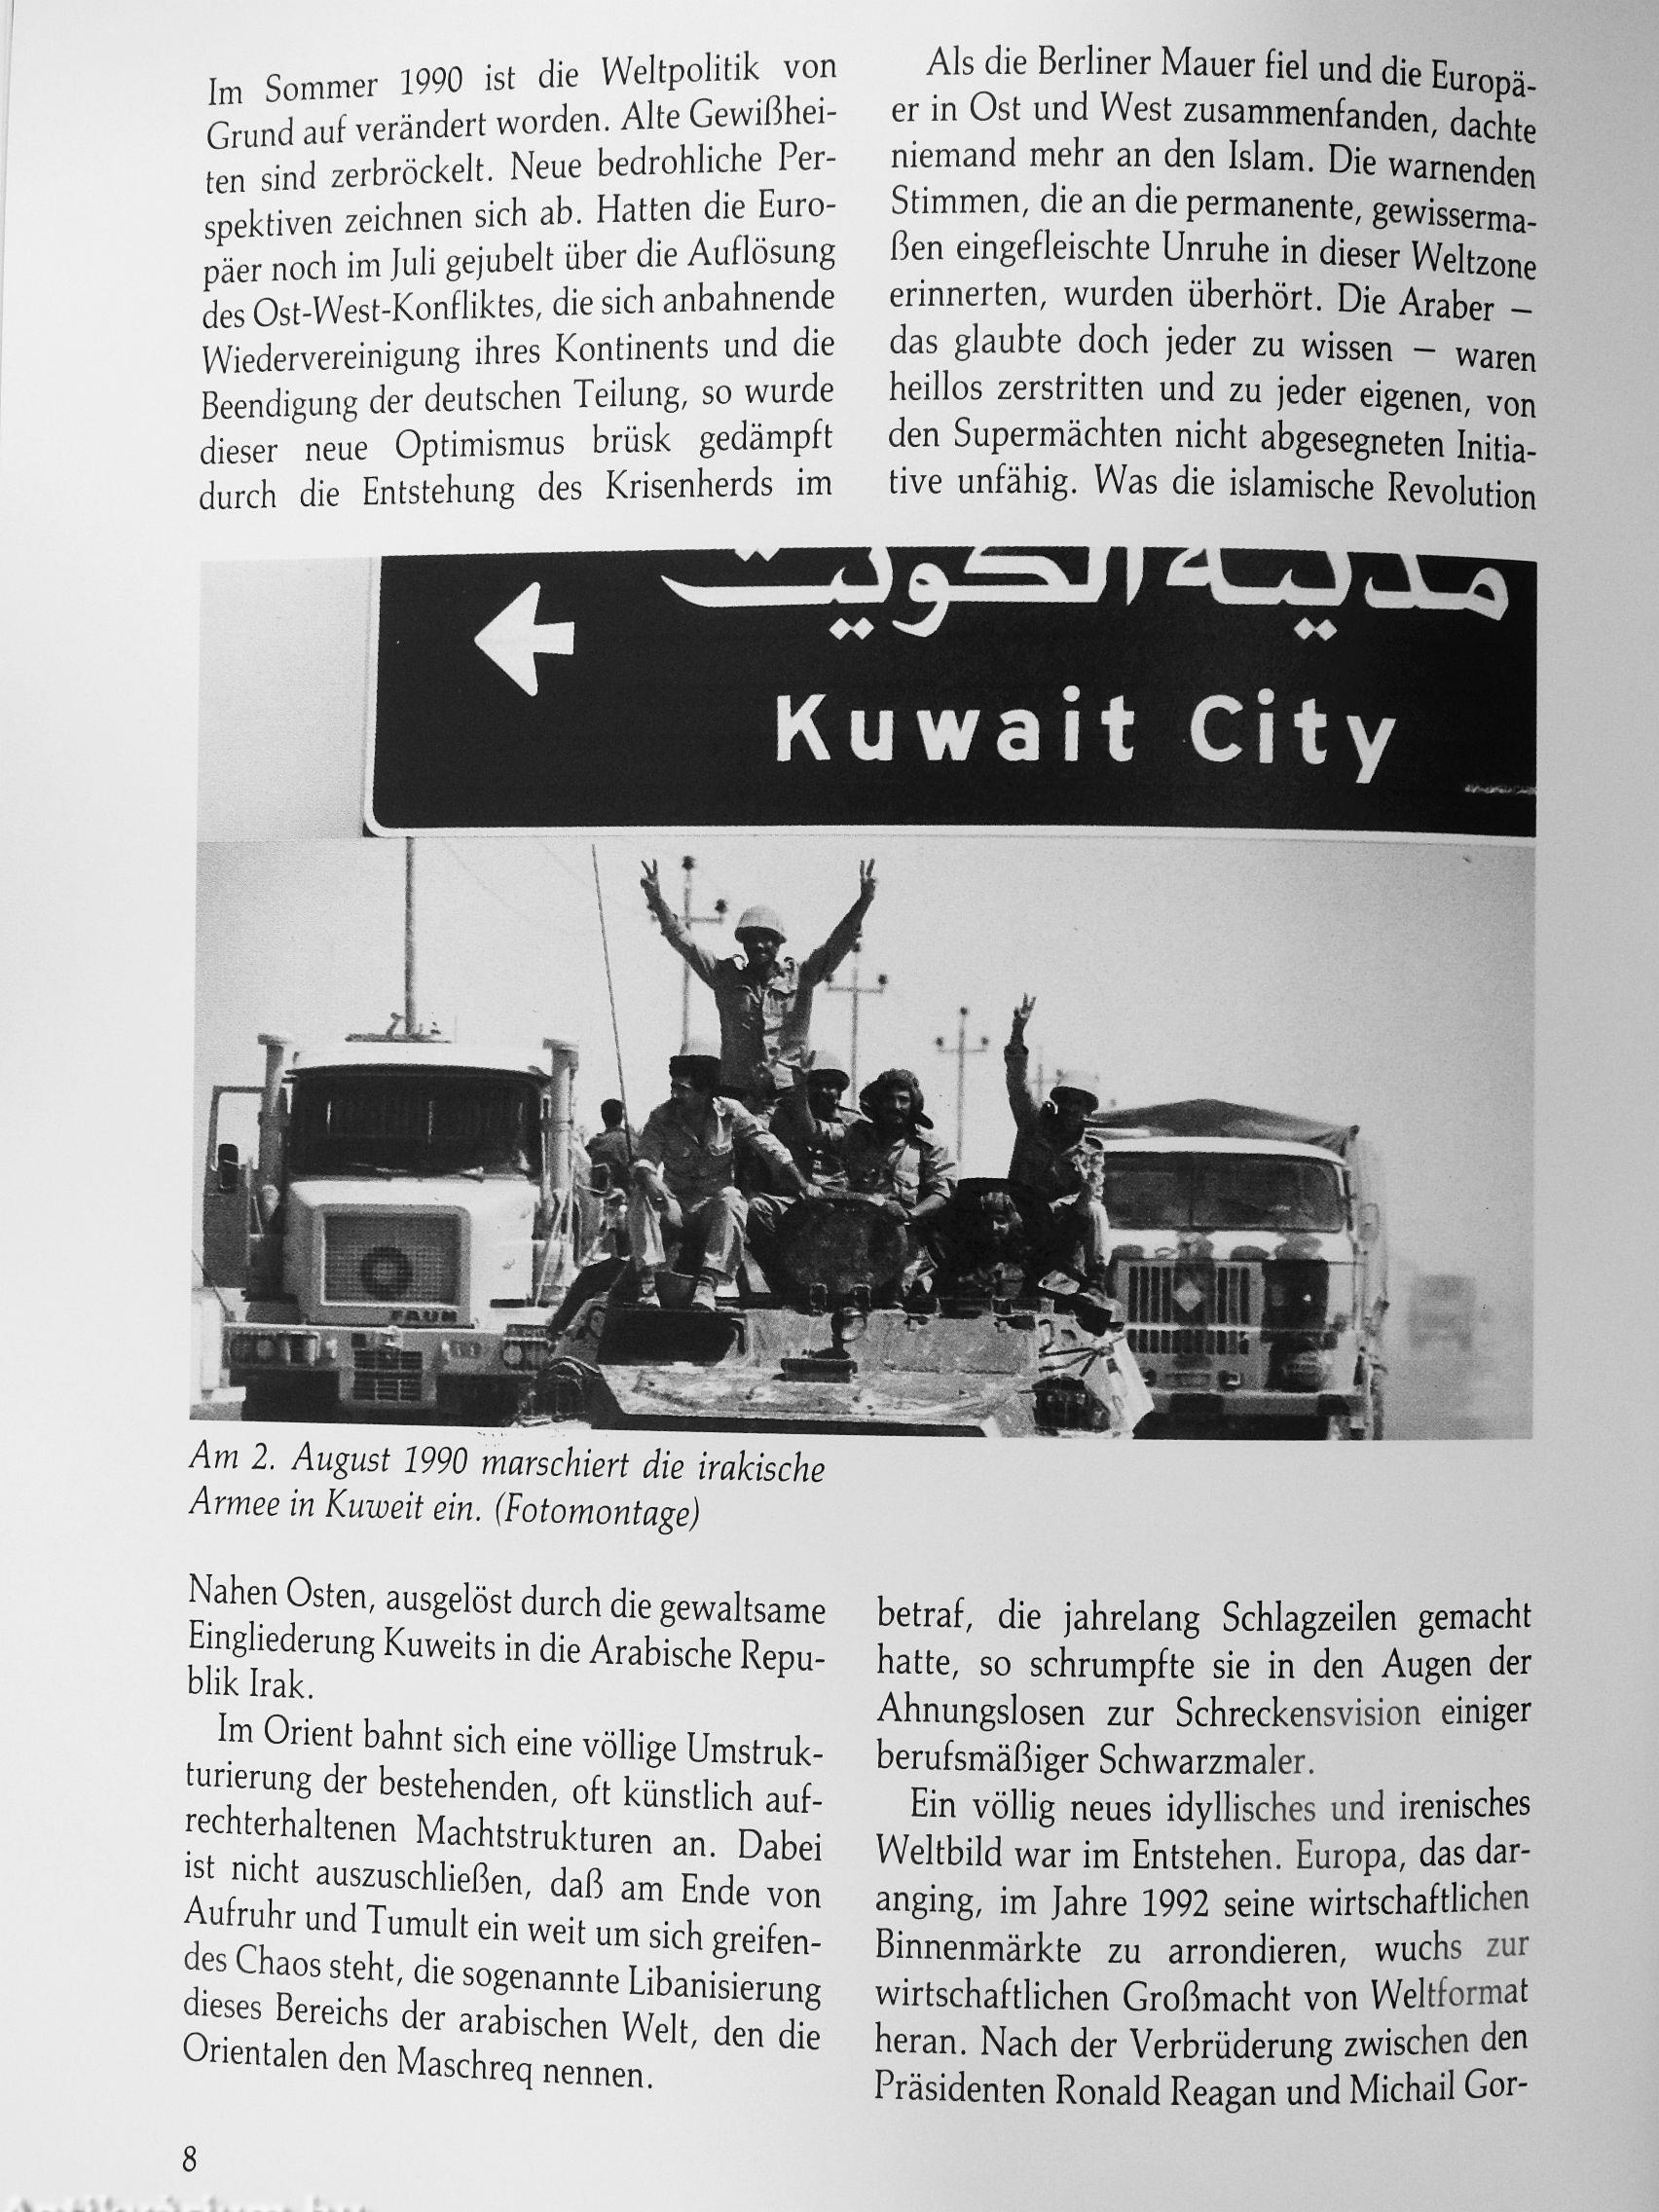 Im Sommer 1990 ist die Weltpolitik von
Grund auf verändert worden. Alte Gewißhei-
ten sind zerbröckelt. Neue bedrohliche Per-
spektiven zeichnen sich ab. Hatten die Euro-
päer noch im Juli gejubelt über die Auflösung
des Ost-West-Konfliktes, die sich anbahnende
Wiedervereinigung ihres Kontinents und die
Beendigung der deutschen Teilung, so wurde
dieser neue Optimismus brüsk gedämpft
durch die Entstehung des Krisenherds im
Als die Berliner Mauer fiel und die Europä-
er in Ost und West zusammenfanden, dachte
niemand mehr an den Islam. Die warnenden
Stimmen, die an die permanente, gewisserma-
ßen eingefleischte Unruhe in dieser Weltzone
erinnerten, wurden überhört. Die Araber –
das glaubte doch jeder zu wissen – waren
heillos zerstritten und zu jeder eigenen, von
den Supermächten nicht abgesegneten Initia-
tive unfähig. Was die islamische Revolution
مدينة الكويت
Kuwait City
FAUN
Am 2. August 1990 marschiert die irakische
Armee in Kuweit ein. (Fotomontage)
Nahen Osten, ausgelöst durch die gewaltsame
Eingliederung Kuweits in die Arabische Repu-
blik Irak.
Im Orient bahnt sich eine völlige Umstruk-
turierung der bestehenden, oft künstlich auf-
rechterhaltenen Machtstrukturen an. Dabei
ist nicht auszuschließen, daß am Ende von
Aufruhr und Tumult ein weit um sich greifen-
des Chaos steht, die sogenannte Libanisierung
dieses Bereichs der arabischen Welt, den die
Orientalen den Maschreq nennen.
betraf, die jahrelang Schlagzeilen gemacht
hatte, so schrumpfte sie in den Augen der
Ahnungslosen zur Schreckensvision einiger
berufsmäßiger Schwarzmaler.
Ein völlig neues idyllisches und irenisches
Weltbild war im Entstehen. Europa, das dar-
anging, im Jahre 1992 seine wirtschaftlichen
Binnenmärkte zu arrondieren, wuchs zur
wirtschaftlichen Großmacht von Weltformat
heran. Nach der Verbrüderung zwischen den
Präsidenten Ronald Reagan und Michail Gor-
8